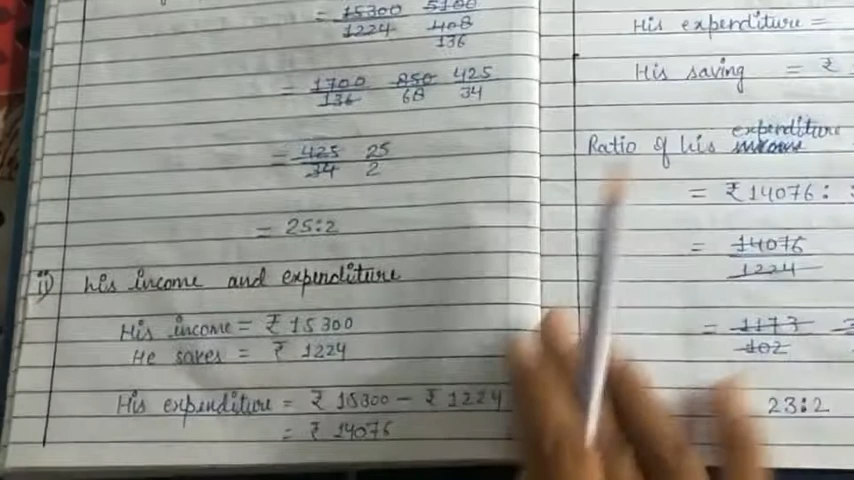 = 15300 5100
1224 408
136
= 1700 850 425
136 68 34
= 425 25
34 2
= 25:2
ii) his income and expenditure
His income = ₹ 15300
He saves = ₹ 1224
His expenditure = ₹ 15300 - ₹ 1224
= ₹ 14076
His expenditure =
His saving = ₹
expenditure
Ratio of his income
= ₹ 14076 :
= 14076
1224
= 1173
102
23:2